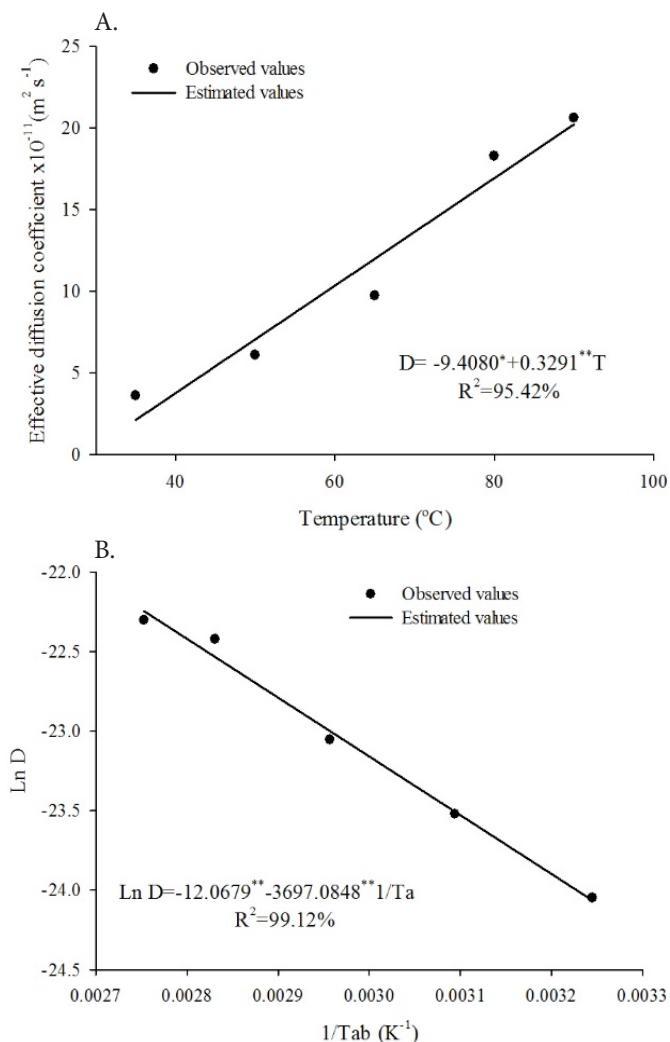 A.
Effective diffusion coefficient x10⁻¹¹(m² s⁻¹)
25
20
15
10
5
0
Observed values
Estimated values
D= -9.4080*+0.3291**T
R²=95.42%
40 60 80 100
Temperature (ºC)
B.
Ln D
-22.0
-22.5
-23.0
-23.5
-24.0
-24.5
Observed values
Estimated values
Ln D=-12.0679**-3697.0848**1/Ta
R²=99.12%
0.0027 0.0028 0.0029 0.0030 0.0031 0.0032 0.0033
1/Tab (K⁻¹)